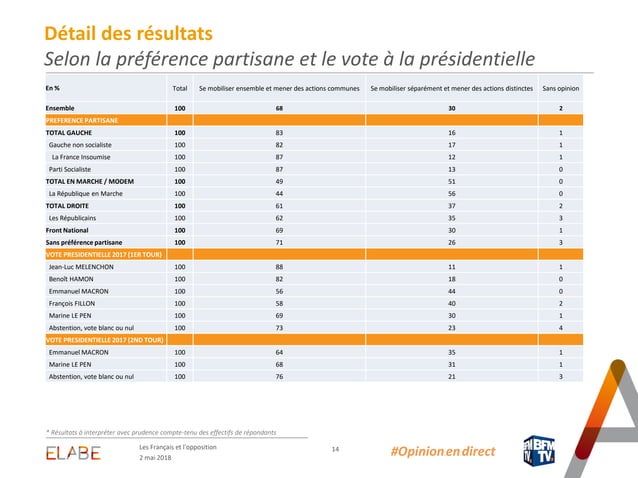 Détail des résultats
Selon la préférence partisane et le vote à la présidentielle
En % Total Se mobiliser ensemble et mener des actions communes Se mobiliser séparément et mener des actions distinctes Sans opinion
Ensemble 100 68 30 2
PREFERENCE PARTISANE
TOTAL GAUCHE 100 83 16 1
Gauche non socialiste 100 82 17 1
La France Insoumise 100 87 12 1
Parti Socialiste 100 87 13 0
TOTAL EN MARCHE / MODEM 100 49 51 0
La République en Marche 100 44 56 0
TOTAL DROITE 100 61 37 2
Les Républicains 100 62 35 3
Front National 100 69 30 1
Sans préférence partisane 100 71 26 3
VOTE PRESIDENTIELLE 2017 (1ER TOUR)
Jean-Luc MELENCHON 100 88 11 1
Benoît HAMON 100 82 18 0
Emmanuel MACRON 100 56 44 0
François FILLON 100 58 40 2
Marine LE PEN 100 69 30 1
Abstention, vote blanc ou nul 100 73 23 4
VOTE PRESIDENTIELLE 2017 (2ND TOUR)
Emmanuel MACRON 100 64 35 1
Marine LE PEN 100 68 31 1
Abstention, vote blanc ou nul 100 76 21 3
* Résultats à interpréter avec prudence compte-tenu des effectifs de répondants
ELABE
Les Français et l'opposition
2 mai 2018
14
#Opinionendirect
BFM
TV.